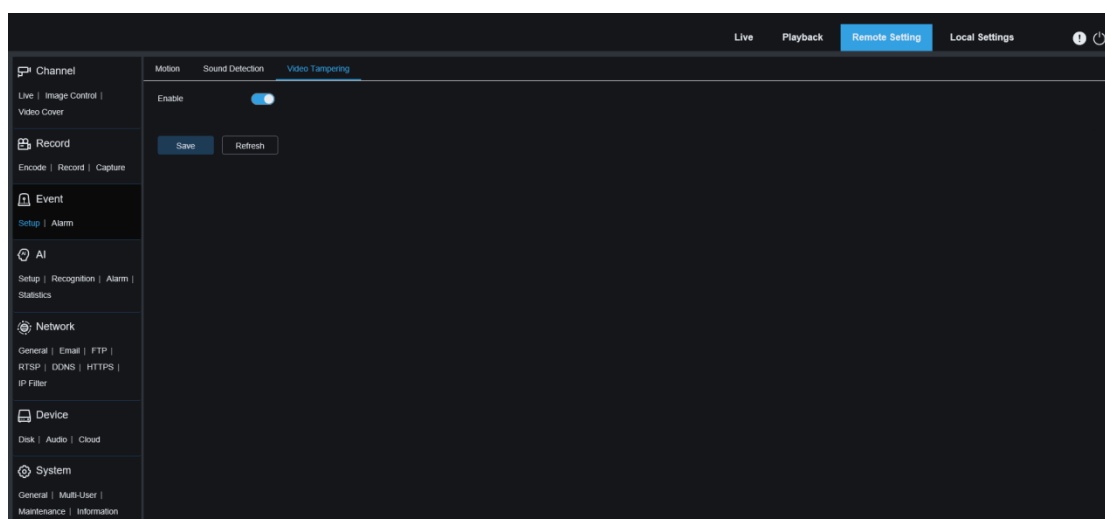 Live Playback Remote Setting Local Settings
Channel
Live | Image Control |
Video Cover
Record
Encode | Record | Capture
Event
Setup | Alarm
AI
Setup | Recognition | Alarm |
Statistics
Network
General | Email | FTP |
RTSP | DDNS | HTTPS |
IP Filter
Device
Disk | Audio | Cloud
System
General | Multi-User |
Maintenance | Information
Motion Sound Detection Video Tampering
Enable
Save Refresh